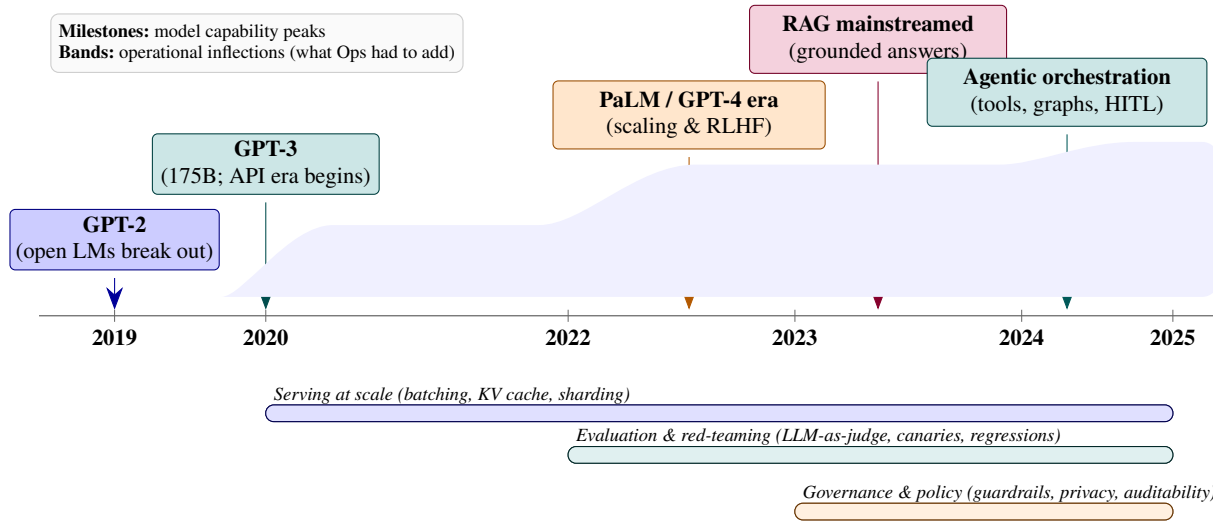 Milestones: model capability peaks
Bands: operational inflections (what Ops had to add)
RAG mainstreamed
(grounded answers)
Agentic orchestration
(tools, graphs, HITL)
PaLM / GPT-4 era
(scaling & RLHF)
GPT-3
(175B; API era begins)
GPT-2
(open LMs break out)
2019
2020
2022
2023
2024
2025
Serving at scale (batching, KV cache, sharding)
Evaluation & red-teaming (LLM-as-judge, canaries, regressions)
Governance & policy (guardrails, privacy, auditability)